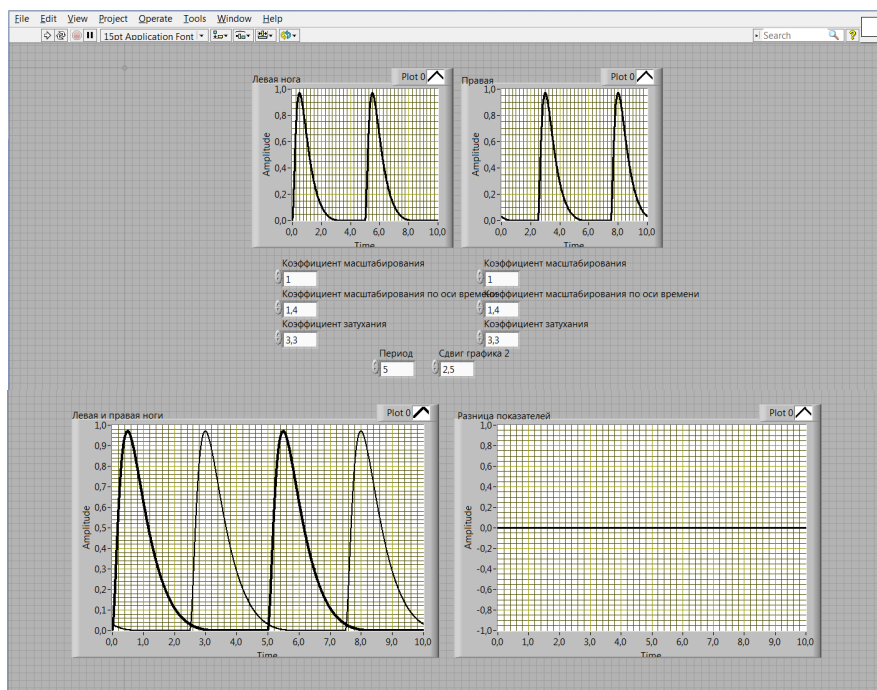 File Edit View Project Operate Tools Window Help
15pt Application Font
Search
?
Левая нога
Plot 0
Правая
Plot 0
Amplitude
1,0
0,8
0,6
0,4
0,2
0,0
0,0 2,0 4,0 6,0 8,0 10,0
Time
Amplitude
1,0
0,8
0,6
0,4
0,2
0,0
0,0 2,0 4,0 6,0 8,0 10,0
Time
Коэффициент масштабирования
1
Коэффициент масштабирования
1
Коэффициент масштабирования по оси времени
1,4
Коэффициент масштабирования по оси времени
1,4
Коэффициент затухания
3,3
Коэффициент затухания
3,3
Период
5
Сдвиг графика 2
2,5
Левая и правая ноги
Plot 0
Amplitude
1,0
0,9
0,8
0,7
0,6
0,5
0,4
0,3
0,2
0,1
0,0
0,0 1,0 2,0 3,0 4,0 5,0 6,0 7,0 8,0 9,0 10,0
Time
Разница показателей
Plot 0
Amplitude
1,0
0,8
0,6
0,4
0,2
0,0
-0,2
-0,4
-0,6
-0,8
-1,0
0,0 1,0 2,0 3,0 4,0 5,0 6,0 7,0 8,0 9,0 10,0
Time